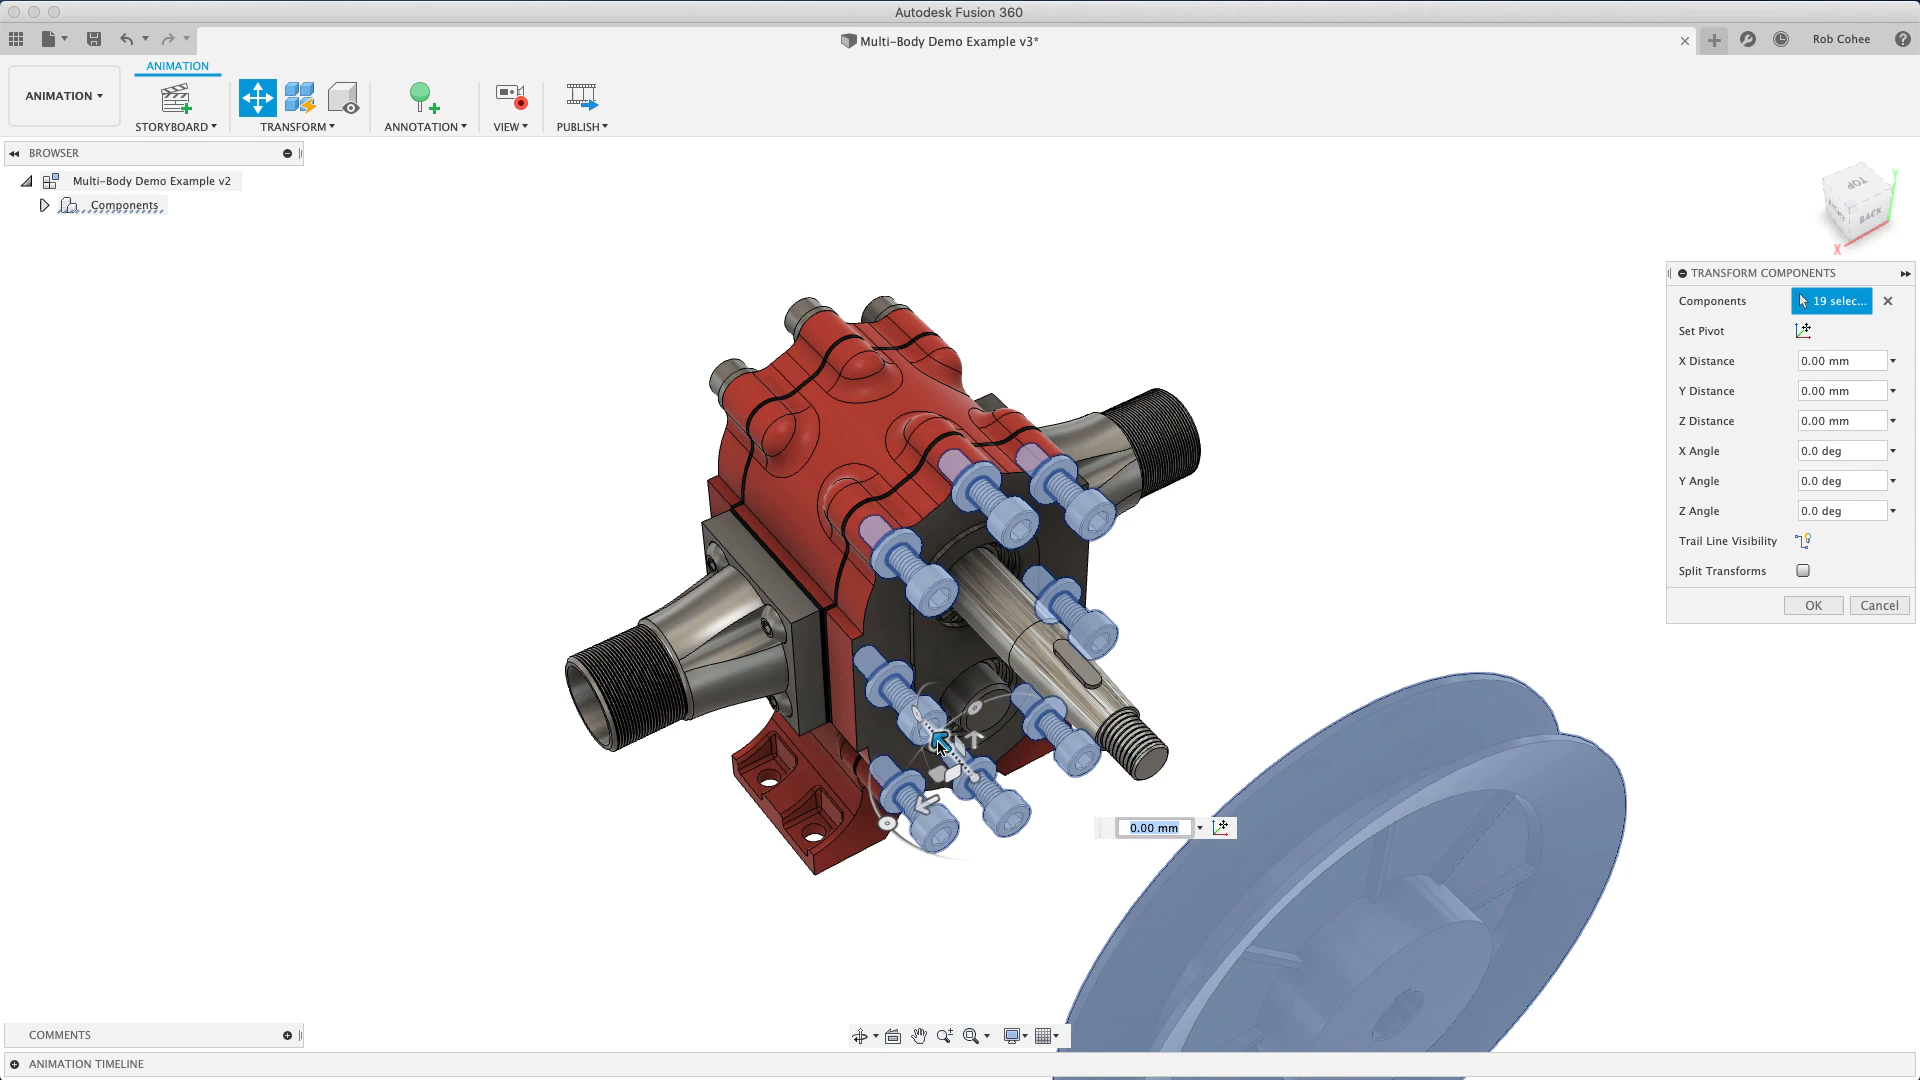 Autodesk Fusion 360
Multi-Body Demo Example v3*
Rob Cohee
ANIMATION
ANIMATION
STORYBOARD
TRANSFORM
ANNOTATION
VIEW
PUBLISH
BROWSER
Multi-Body Demo Example v2
Components
TOP
RIGHT
BACK
Y
X
TRANSFORM COMPONENTS
Components 19 selec...
Set Pivot
X Distance 0.00 mm
Y Distance 0.00 mm
Z Distance 0.00 mm
X Angle 0.0 deg
Y Angle 0.0 deg
Z Angle 0.0 deg
Trail Line Visibility
Split Transforms
OK Cancel
0.00 mm
COMMENTS
ANIMATION TIMELINE